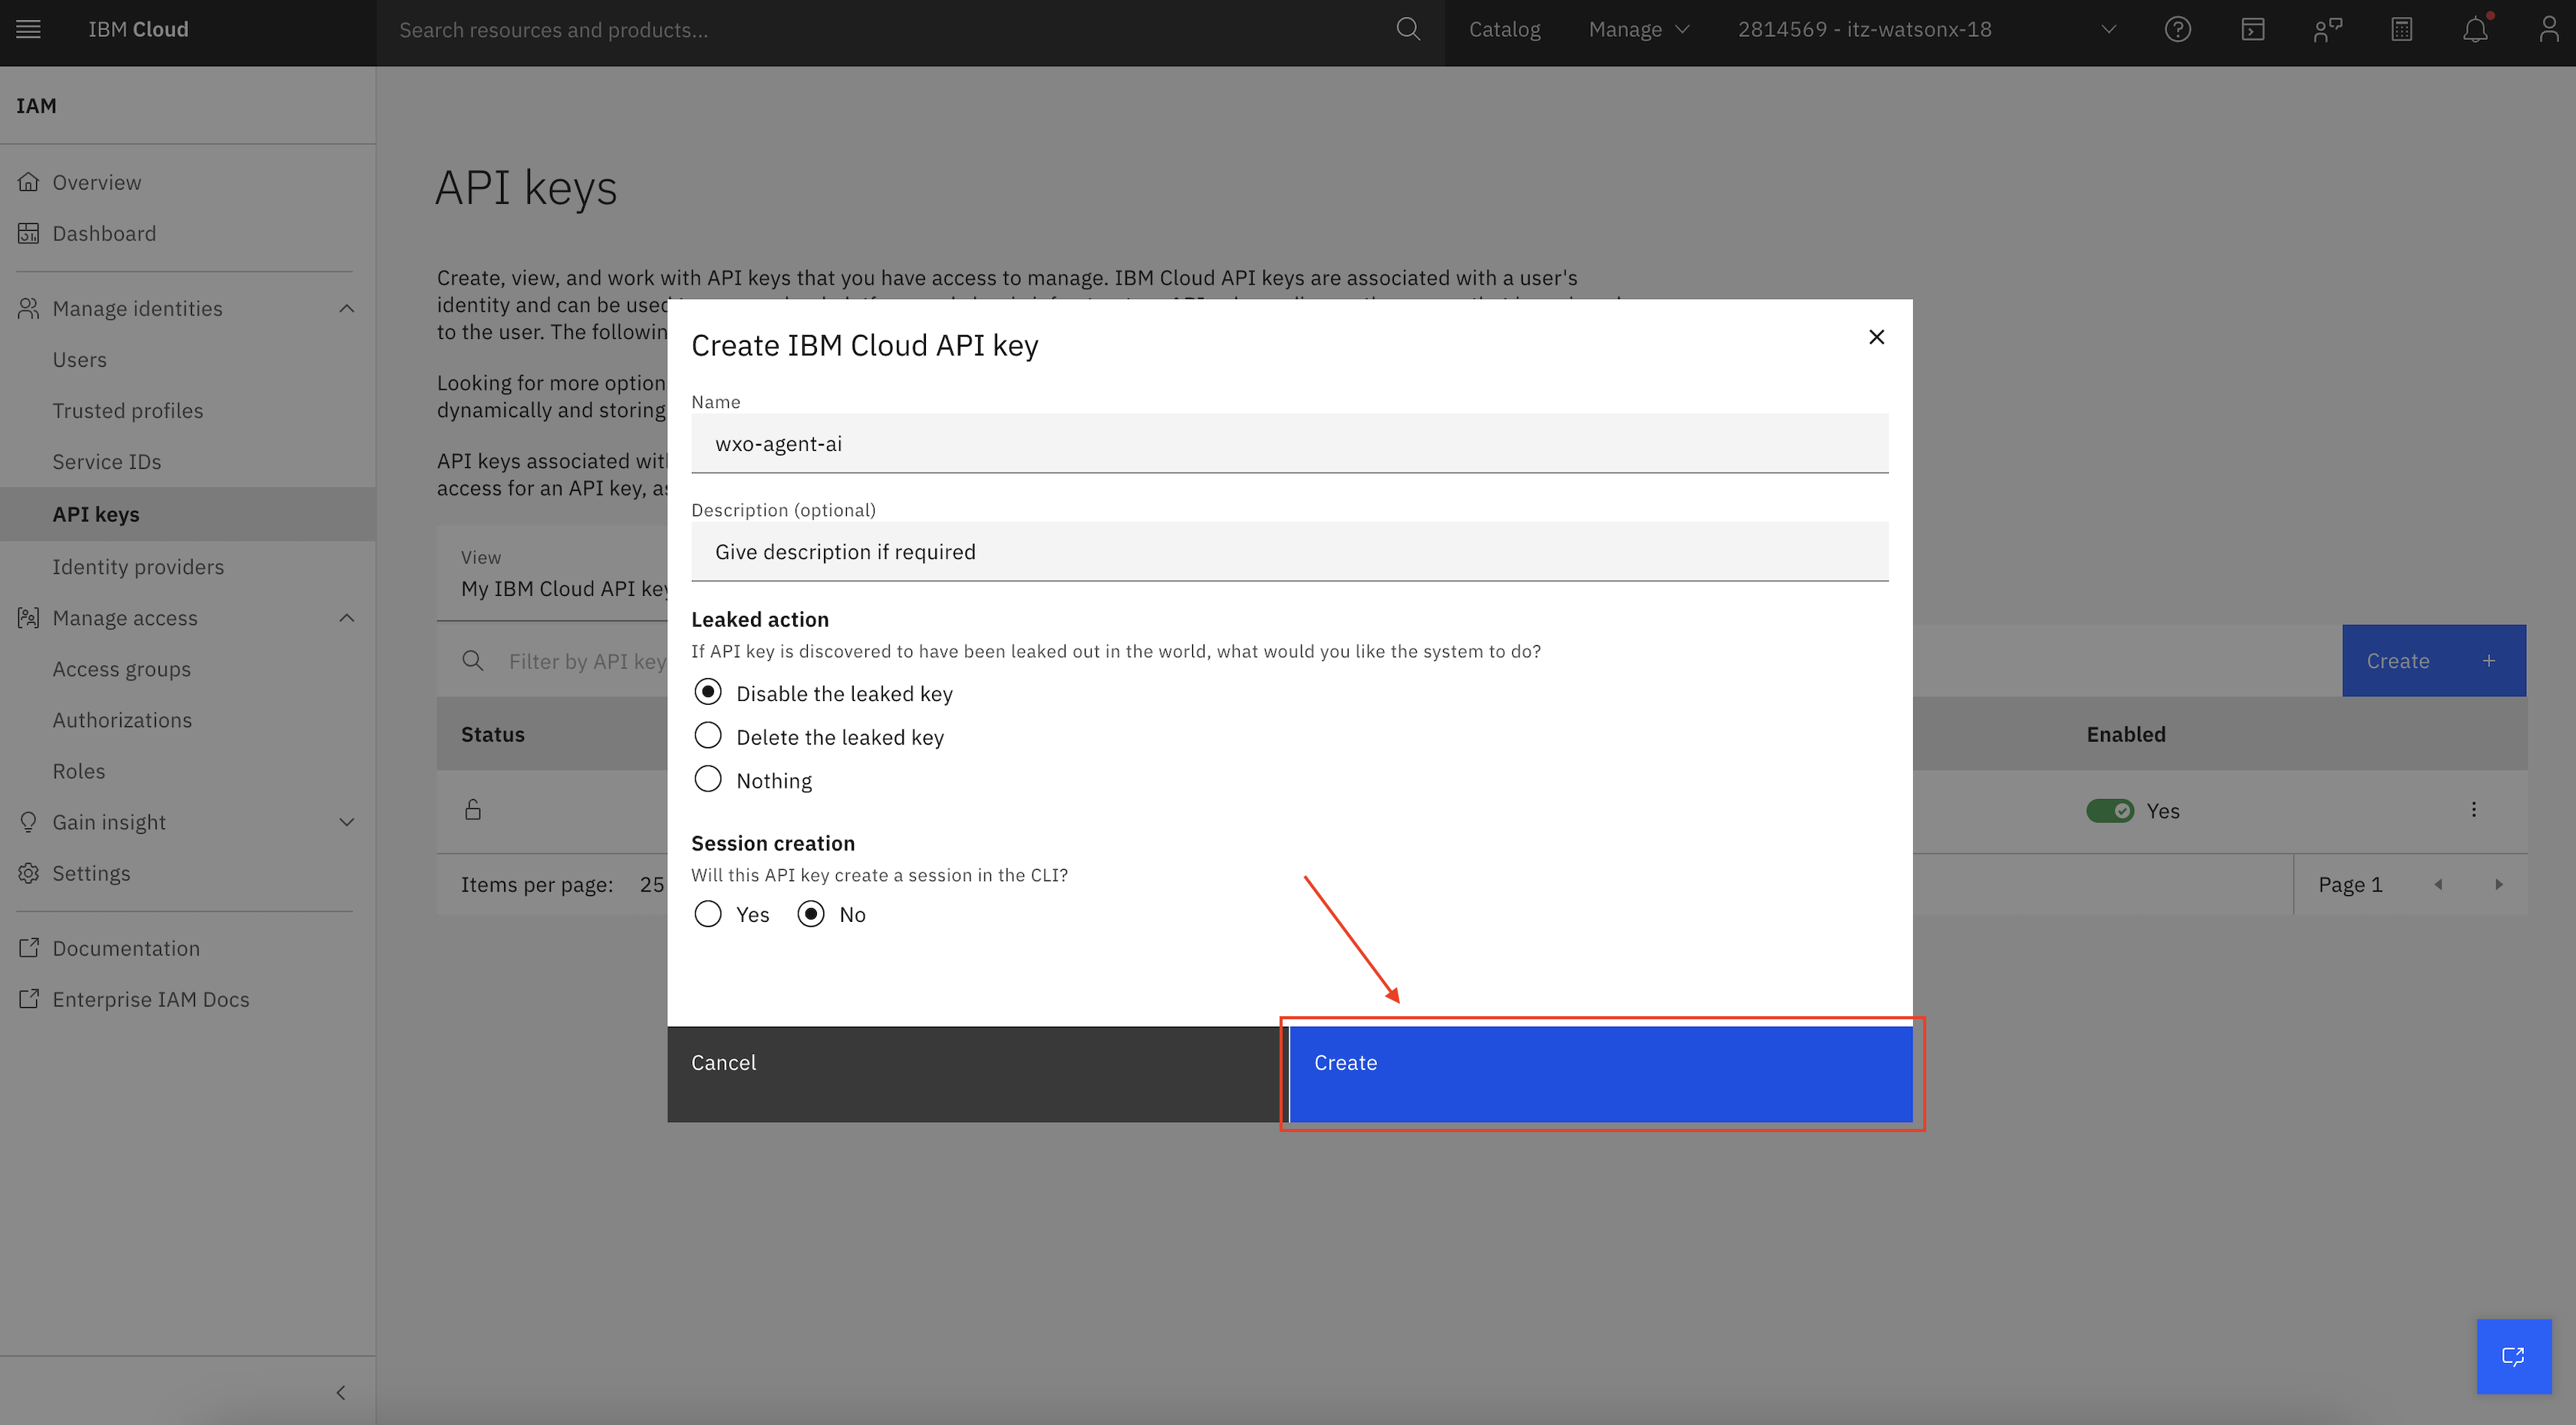 IBM Cloud
Search resources and products...
Catalog
Manage
2814569 - itz-watsonx-18
IAM
Overview
Dashboard
Manage identities
Users
Trusted profiles
Service IDs
API keys
Identity providers
Manage access
Access groups
Authorizations
Roles
Gain insight
Settings
Documentation
Enterprise IAM Docs
API keys
Create, view, and work with API keys that you have access to manage. IBM Cloud API keys are associated with a user's
identity and can be used
to the user. The followin
Looking for more option
dynamically and storing
API keys associated wit
access for an API key, as
View
My IBM Cloud API key
Filter by API key
Create
Status
Enabled
Yes
Items per page: 25
Page 1
Create IBM Cloud API key
Name
wxo-agent-ai
Description (optional)
Give description if required
Leaked action
If API key is discovered to have been leaked out in the world, what would you like the system to do?
Disable the leaked key
Delete the leaked key
Nothing
Session creation
Will this API key create a session in the CLI?
Yes No
Cancel
Create